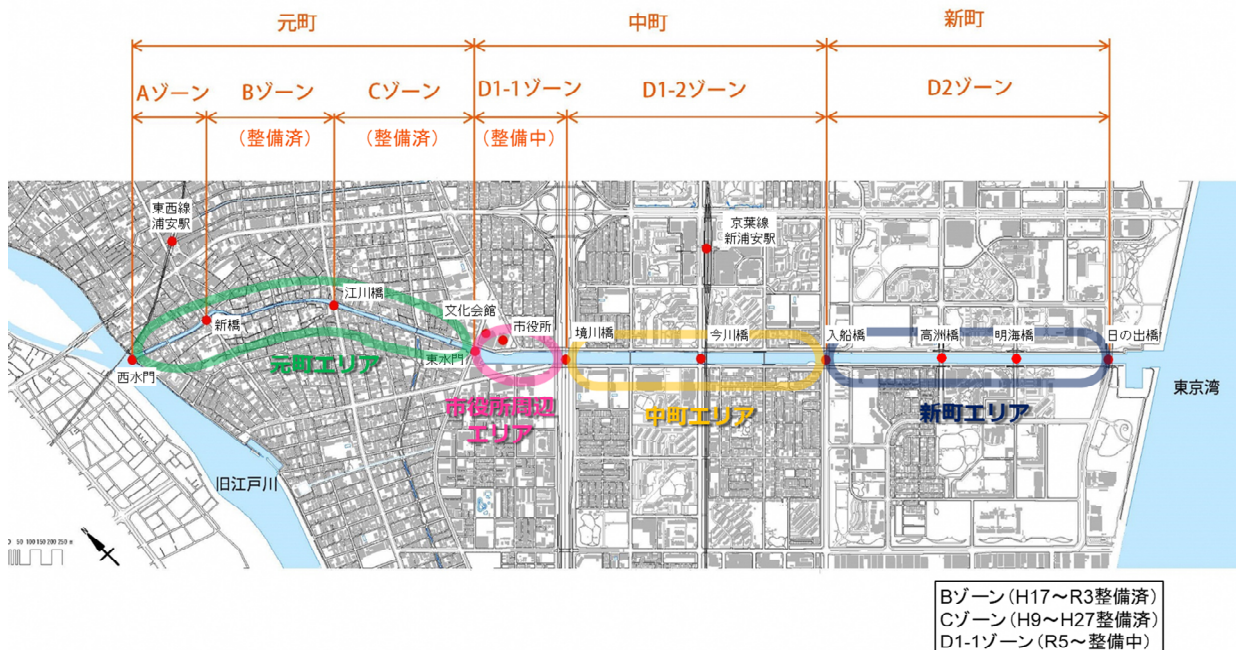 元町
中町
新町
Aゾーン
Bゾーン
Cゾーン
D1-1ゾーン
D1-2ゾーン
D2ゾーン
(整備済)
(整備済)
(整備中)
東西線
浦安駅
京葉線
新浦安駅
江川橋
文化会館
市役所
新橋
境川橋
今川橋
入船橋
高洲橋
明海橋
日の出橋
西水門
元町エリア
東水門
東京湾
市役所周辺
エリア
中町エリア
新町エリア
旧江戸川
0 50 100 150 200 250 m
Bゾーン(H17～R3整備済)
Cゾーン(H9～H27整備済)
D1-1ゾーン(R5～整備中)